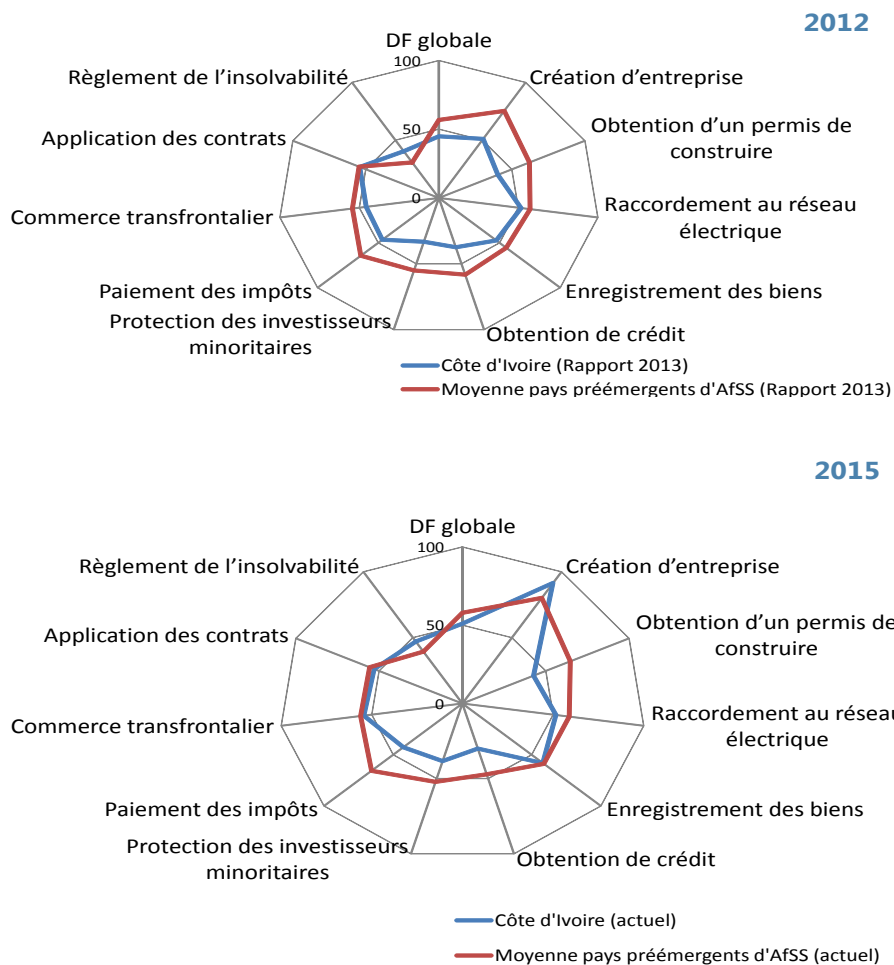 2012
DF globale
100
Règlement de l'insolvabilité
Création d'entreprise
Application des contrats
50
Obtention d'un permis de
construire
0
Commerce transfrontalier
Raccordement au réseau
électrique
Paiement des impôts
Enregistrement des biens
Protection des investisseurs
minoritaires
Obtention de crédit
Côte d'Ivoire (Rapport 2013)
Moyenne pays préémergents d'AfSS (Rapport 2013)
2015
DF globale
100
Règlement de l'insolvabilité
Création d'entreprise
Application des contrats
50
Obtention d'un permis de
construire
0
Commerce transfrontalier
Raccordement au réseau
électrique
Paiement des impôts
Enregistrement des biens
Protection des investisseurs
minoritaires
Obtention de crédit
Côte d'Ivoire (actuel)
Moyenne pays préémergents d'AfSS (actuel)